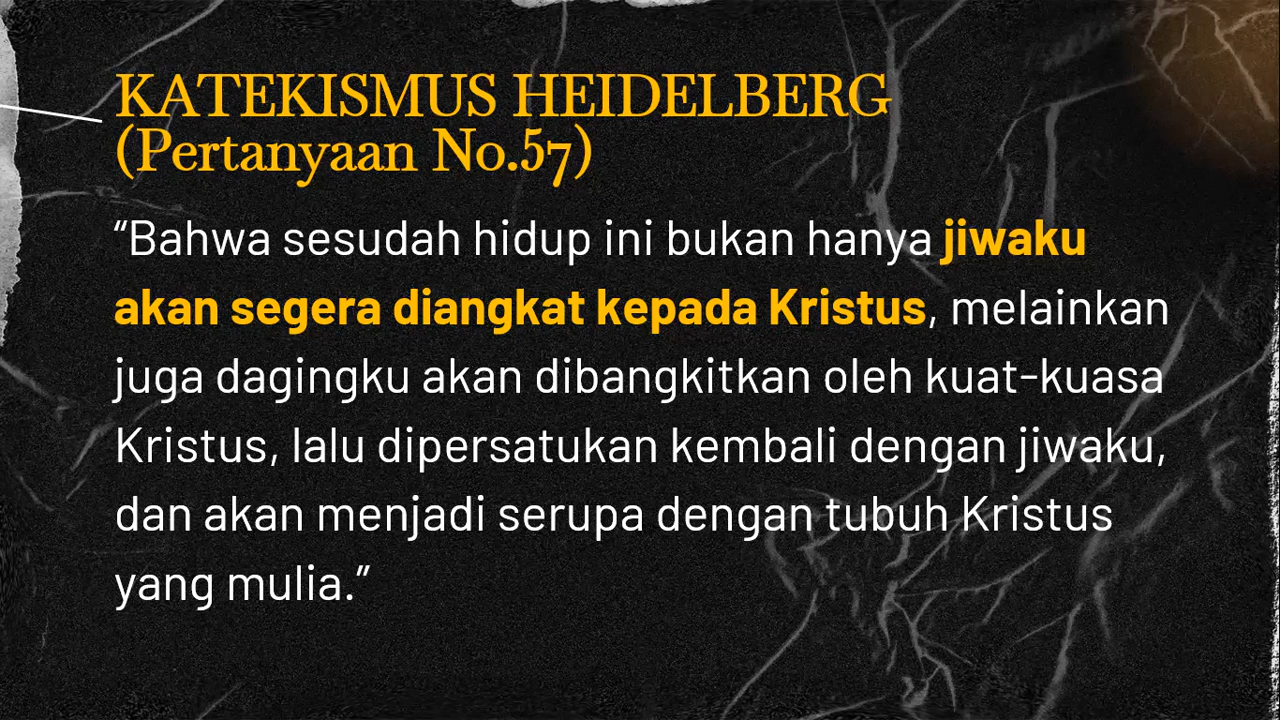 KATEKISMUS HEIDELBERG
(Pertanyaan No.57)
“Bahwa sesudah hidup ini bukan hanya jiwaku
akan segera diangkat kepada Kristus, melainkan
juga dagingku akan dibangkitkan oleh kuat-kuasa
Kristus, lalu dipersatukan kembali dengan jiwaku,
dan akan menjadi serupa dengan tubuh Kristus
yang mulia.”